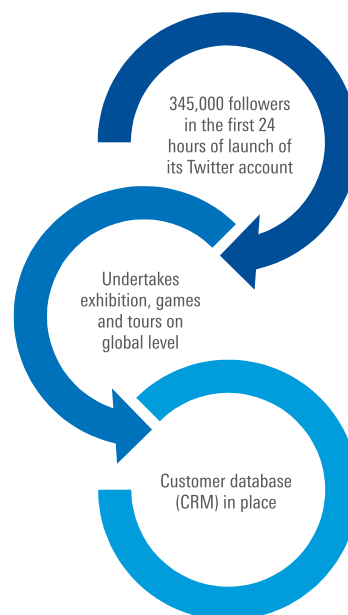 345,000 followers
in the first 24
hours of launch of
its Twitter account
Undertakes
exhibition, games
and tours on
global level
Customer database
(CRM) in place